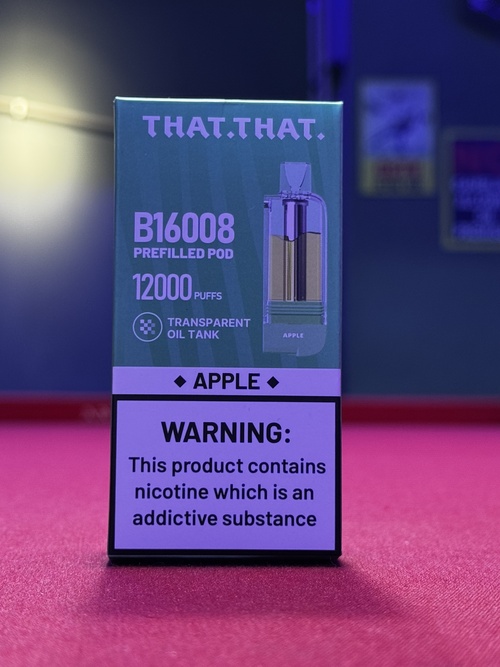 THAT.THAT.
B16008
PREFILLED POD
12000 PUFFS
TRANSPARENT
OIL TANK
APPLE
◆ APPLE ◆
WARNING:
This product contains
nicotine which is an
addictive substance